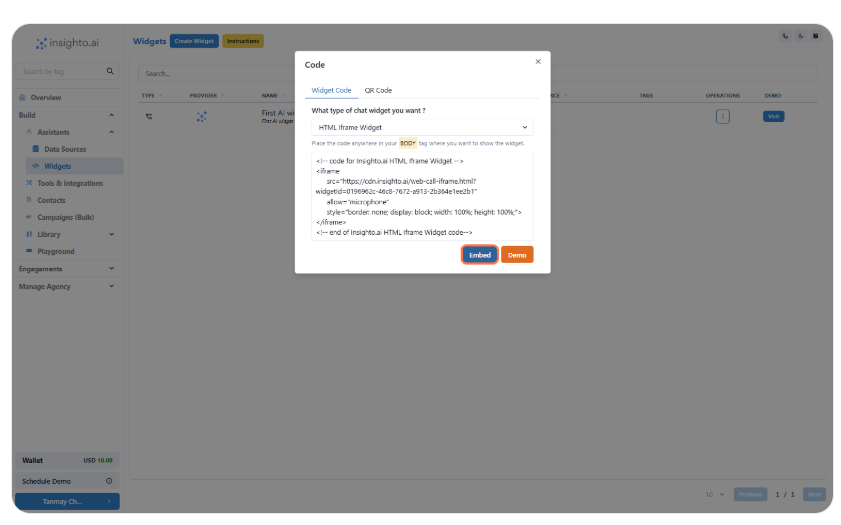 insighto.ai
Search by tag
Overview
Build
Assistants
Data Sources
Widgets
Tools & Integrations
Contacts
Campaigns (Bulk)
Library
Playground
Engagements
Manage Agency
Wallet USD 10.00
Schedule Demo
Tanmay Ch...
Widgets Create Widget Instructions
Search...
TYPE PROVIDER NAME TAGS OPERATIONS DEMO
First AI
First AI widget
Visit
10 Previous 1 / 1 Next
Code
Widget Code QR Code
What type of chat widget you want ?
HTML Iframe Widget
Place the code anywhere in your BODY tag where you want to show the widget.
<!-- code for Insighto.ai HTML Iframe Widget -->
<iframe
src="https://cdn.insighto.ai/web-call-iframe.html?
widgetId=0196962c-46c8-7672-a913-2b364e1ee2b1"
allow="microphone"
style="border: none; display: block; width: 100%; height: 100%;">
</iframe>
<!-- end of Insighto.ai HTML Iframe Widget code-->
Embed Demo